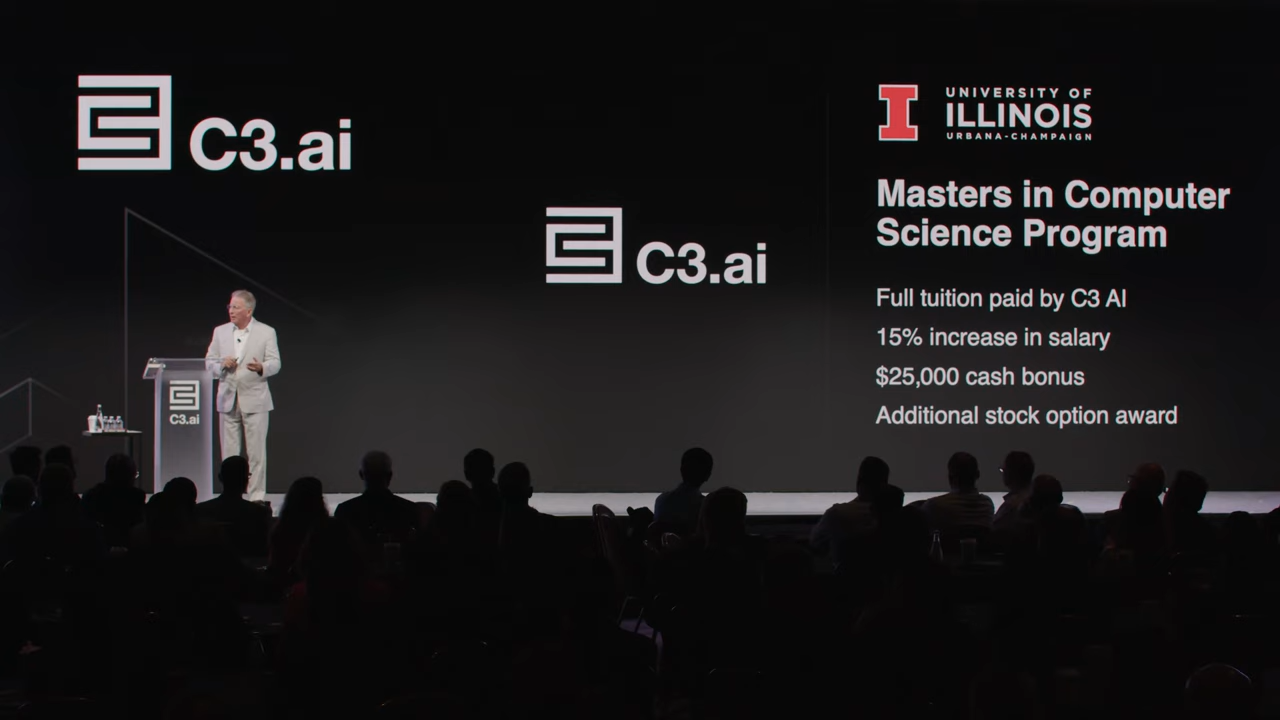 C3.ai
C3.ai
C3.ai
UNIVERSITY OF
ILLINOIS
URBANA-CHAMPAIGN
Masters in Computer
Science Program
Full tuition paid by C3 AI
15% increase in salary
$25,000 cash bonus
Additional stock option award